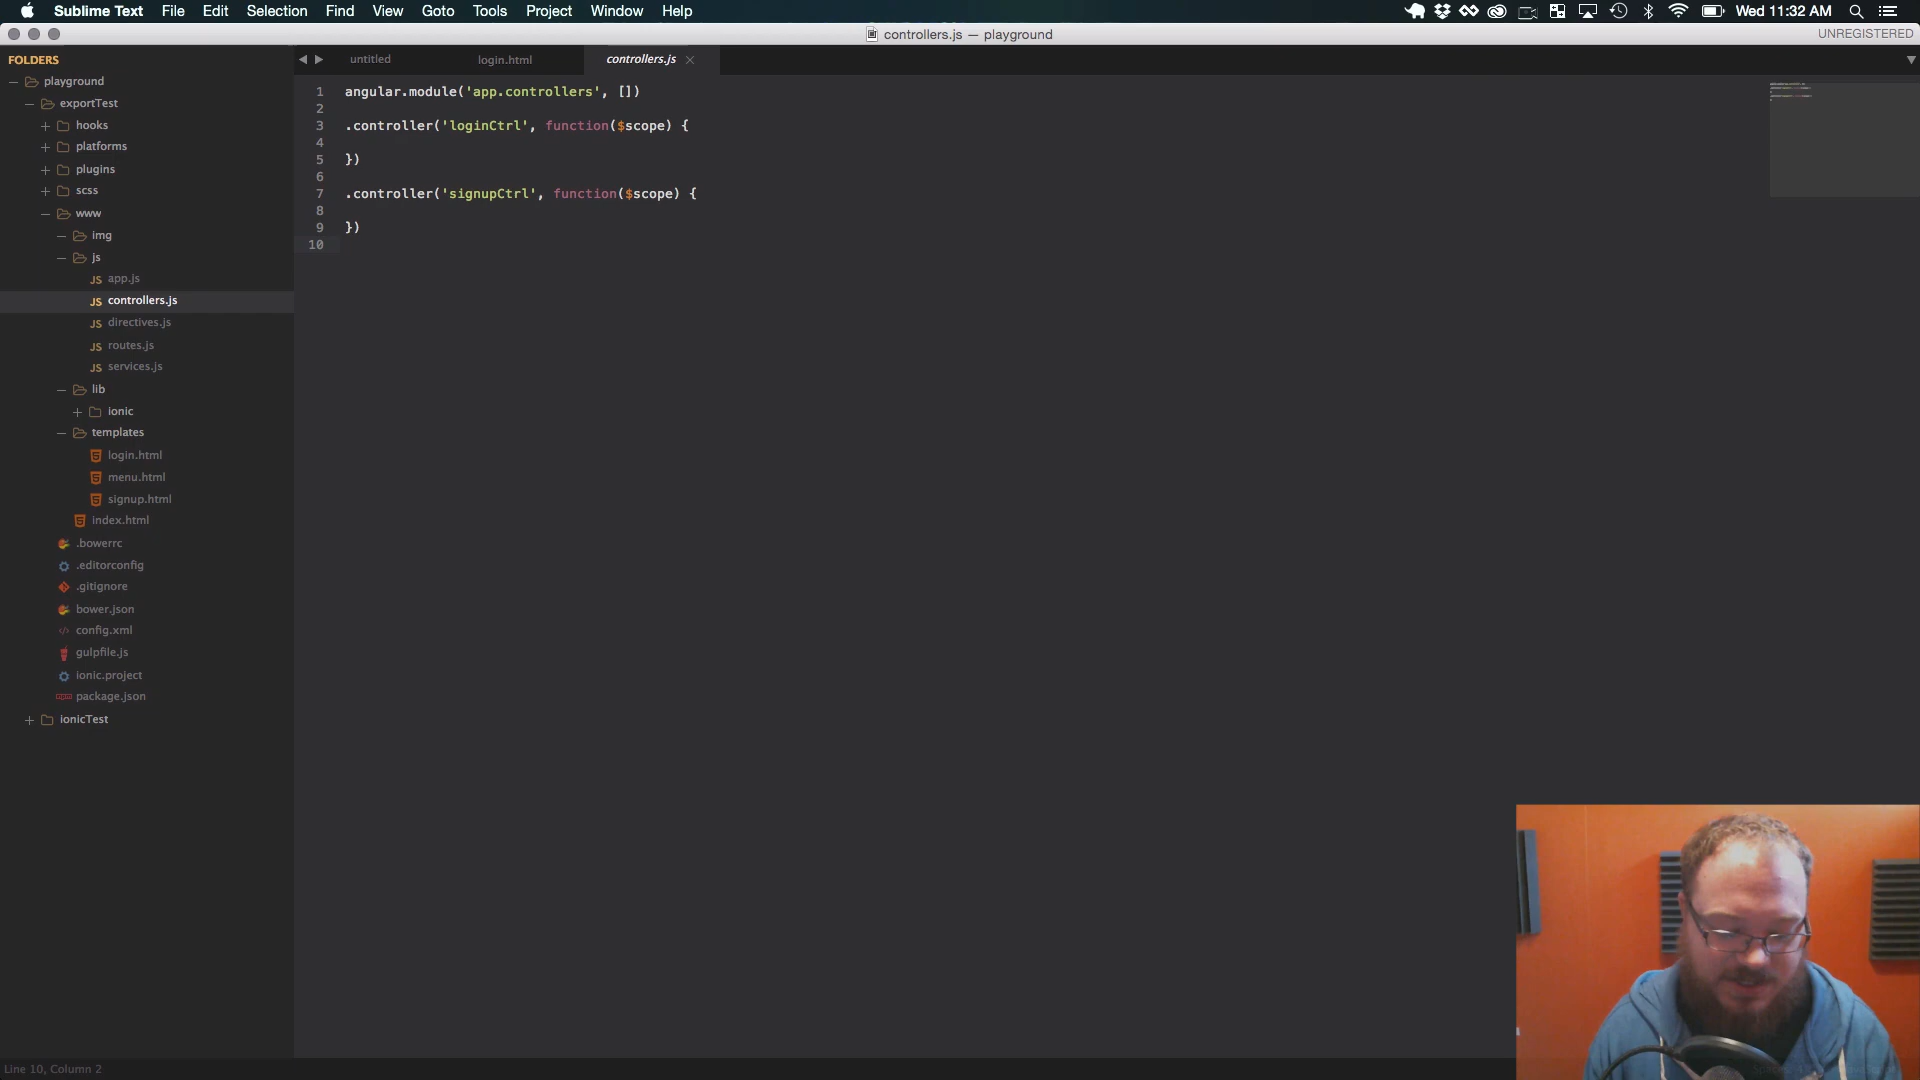 Sublime Text File Edit Selection Find View Goto Tools Project Window Help Wed 11:32 AM
controllers.js — playground UNREGISTERED
FOLDERS
playground
exportTest
hooks
platforms
plugins
scss
www
img
js
JS app.js
JS controllers.js
JS directives.js
JS routes.js
JS services.js
lib
ionic
templates
login.html
menu.html
signup.html
index.html
.bowerrc
.editorconfig
.gitignore
bower.json
config.xml
gulpfile.js
ionic.project
package.json
ionicTest
untitled login.html controllers.js
1 angular.module('app.controllers', [])
2
3 .controller('loginCtrl', function($scope) {
4
5 })
6
7 .controller('signupCtrl', function($scope) {
8
9 })
10
Line 10, Column 2